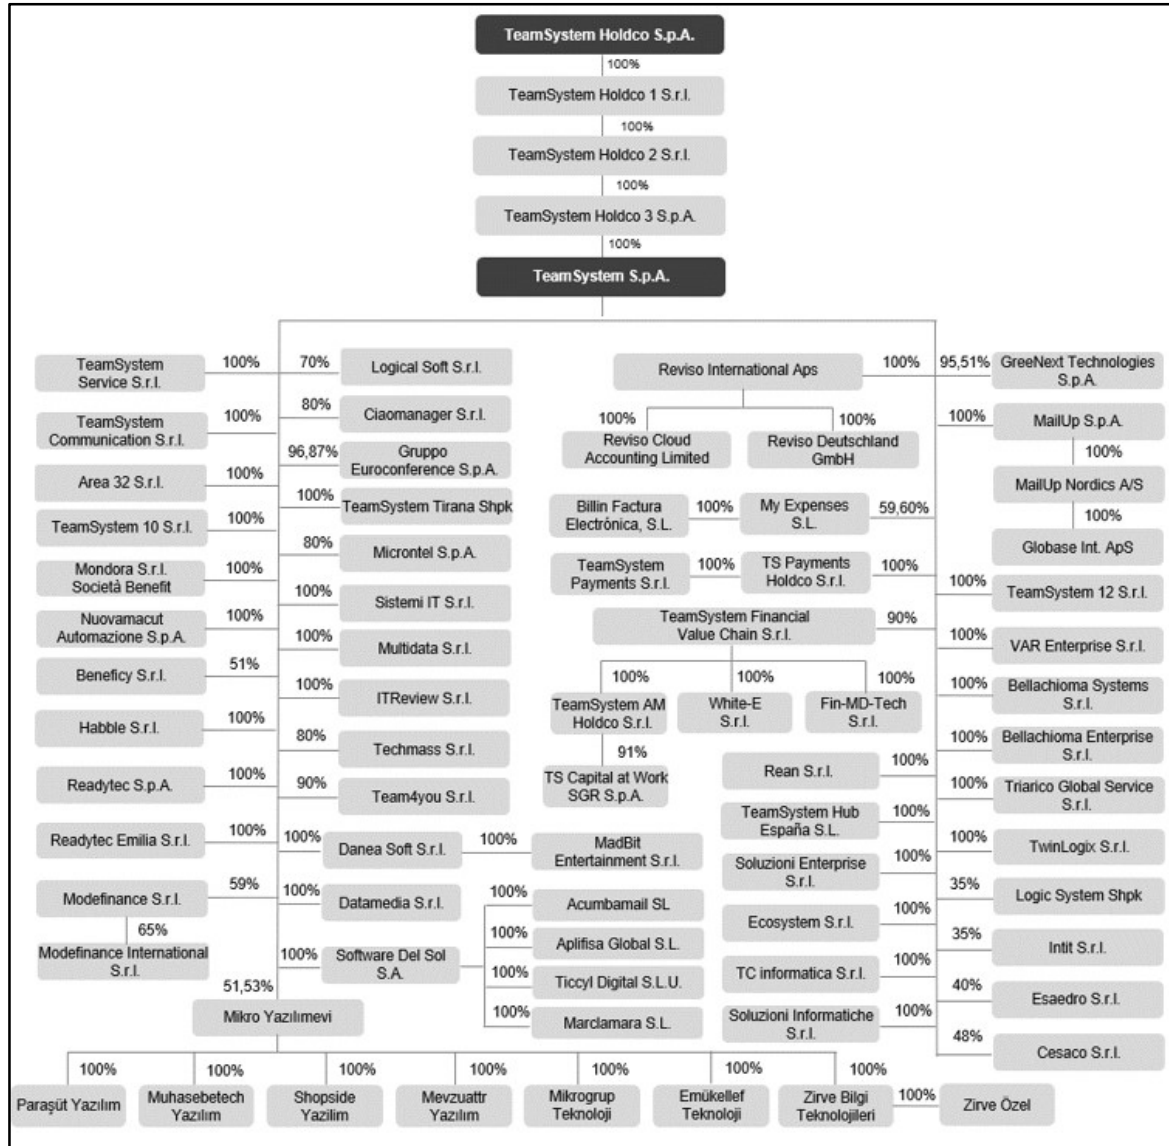 TeamSystem Holdco S.p.A.
100%
TeamSystem Holdco 1 S.r.l.
100%
TeamSystem Holdco 2 S.r.l.
100%
TeamSystem Holdco 3 S.p.A.
100%
TeamSystem S.p.A.
TeamSystem
Service S.r.l.
100%
TeamSystem
Communication S.r.l.
100%
Area 32 S.r.l.
100%
TeamSystem 10 S.r.l.
100%
Mondora S.r.l.
Società Benefit
100%
Nuovamacut
Automazione S.p.A.
100%
Beneficy S.r.l.
51%
Habble S.r.l.
100%
Readytec S.p.A.
100%
Readytec Emilia S.r.l.
100%
Modefinance S.r.l.
59%
65%
Modefinance International
S.r.l.
70%
Logical Soft S.r.l.
80%
Ciaomanager S.r.l.
96,87%
Gruppo
Euroconference S.p.A.
100%
TeamSystem Tirana Shpk
80%
Microntel S.p.A.
100%
Sistemi IT S.r.l.
100%
Multidata S.r.l.
100%
ITReview S.r.l.
80%
Techmass S.r.l.
90%
Team4you S.r.l.
100%
Danea Soft S.r.l.
100%
MadBit
Entertainment S.r.l.
100%
Datamedia S.r.l.
100%
Software Del Sol
S.A.
100%
Acumbamail SL
100%
Aplifisa Global S.L.
100%
Ticcyl Digital S.L.U.
100%
Marclamara S.L.
Reviso International Aps
100%
100%
Reviso Cloud
Accounting Limited
100%
Reviso Deutschland
GmbH
Billin Factura
Electrónica, S.L.
100%
My Expenses
S.L.
59,60%
TeamSystem
Payments S.r.l.
100%
TS Payments
Holdco S.r.l.
100%
TeamSystem Financial
Value Chain S.r.l.
90%
100%
TeamSystem AM
Holdco S.r.l.
100%
White-E
S.r.l.
100%
Fin-MD-Tech
S.r.l.
91%
TS Capital at Work
SGR S.p.A.
Rean S.r.l.
100%
TeamSystem Hub
España S.L.
100%
Soluzioni Enterprise
S.r.l.
100%
Ecosystem S.r.l.
100%
TC informatica S.r.l.
100%
Soluzioni Informatiche
S.r.l.
100%
95,51%
GreeNext Technologies
S.p.A.
100%
MailUp S.p.A.
100%
MailUp Nordics A/S
100%
Globase Int. ApS
100%
TeamSystem 12 S.r.l.
100%
VAR Enterprise S.r.l.
100%
Bellachioma Systems
S.r.l.
100%
Bellachioma Enterprise
S.r.l.
100%
Triarico Global Service
S.r.l.
100%
TwinLogix S.r.l.
35%
Logic System Shpk
35%
Intit S.r.l.
40%
Esaedro S.r.l.
48%
Cesaco S.r.l.
51,53%
Mikro Yazılımevi
100%
Paraşüt Yazılım
100%
Muhasebetech
Yazılım
100%
Shopside
Yazilim
100%
Mevzuattr
Yazılım
100%
Mikrogrup
Teknoloji
100%
Emükellef
Teknoloji
100%
Zirve Bilgi
Teknolojileri
100%
Zirve Özel